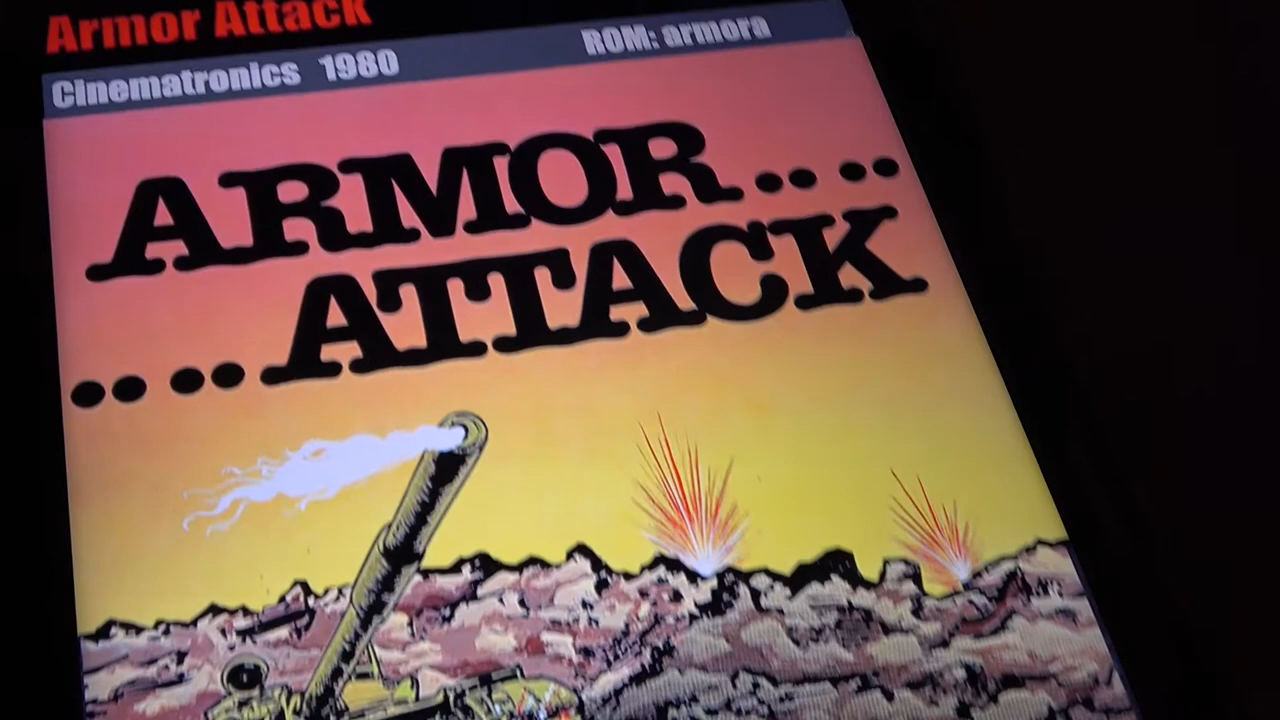 Armor Attack
Cinematronics 1980
ROM: armora
ARMOR.. ..
.. ..ATTACK